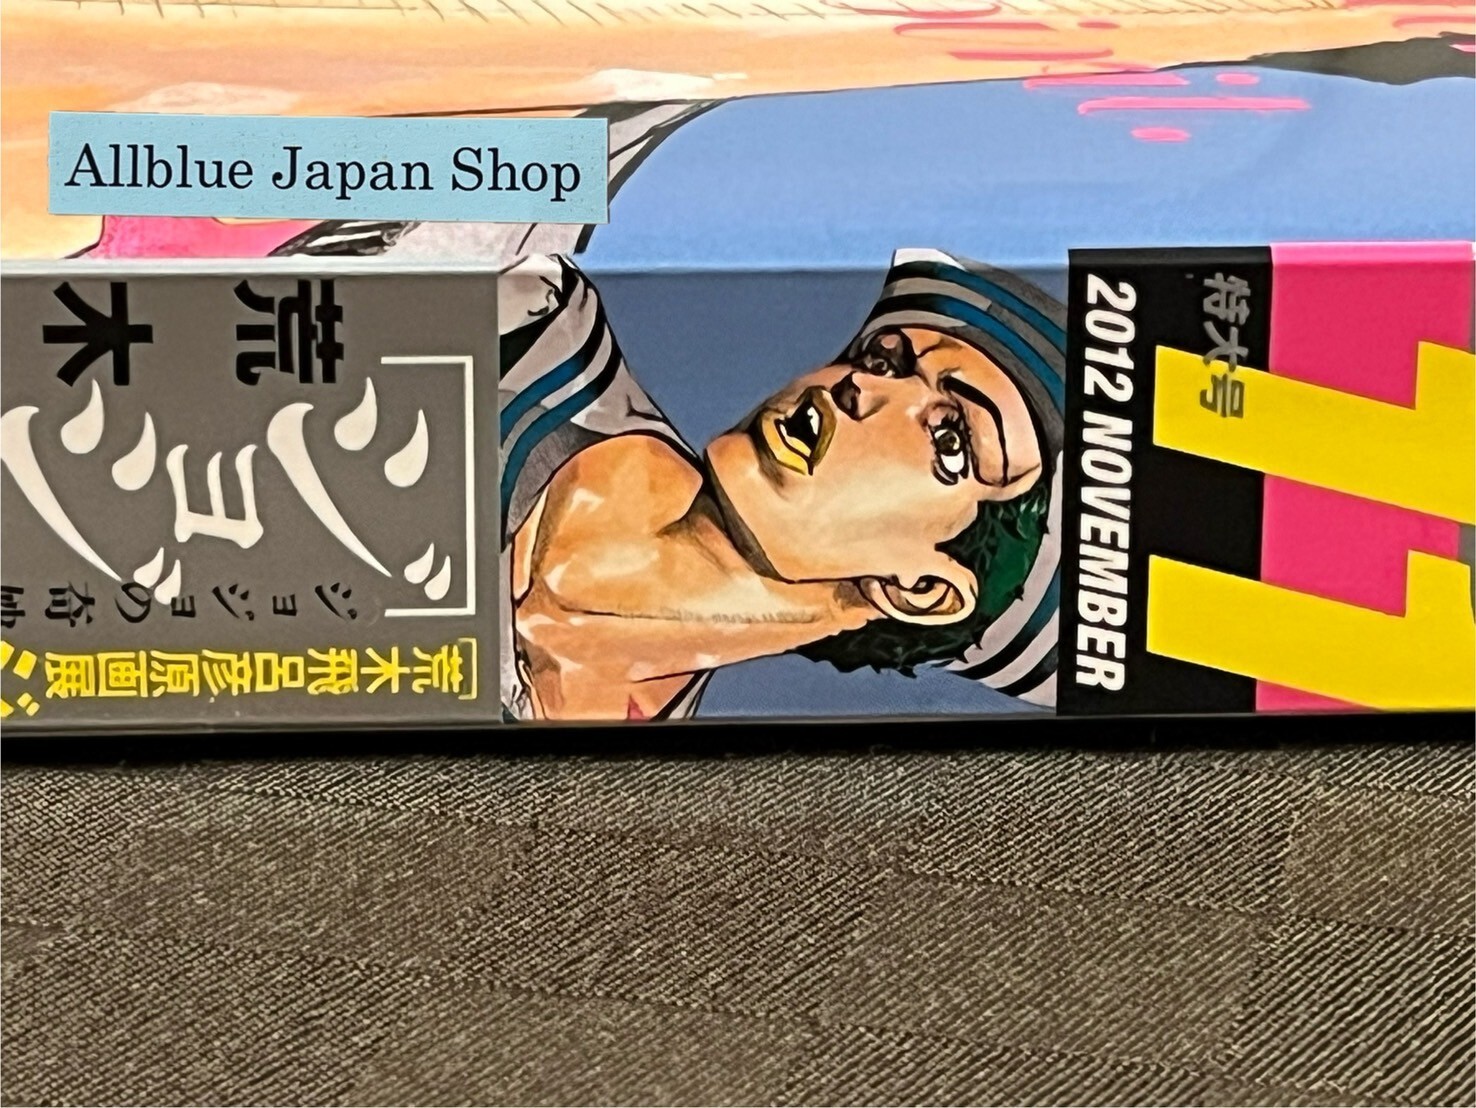 Allblue Japan Shop
11
特大号
2012 NOVEMBER
荒木
「ジョジ
ジョジョの奇妙
[荒木飛呂彦原画展